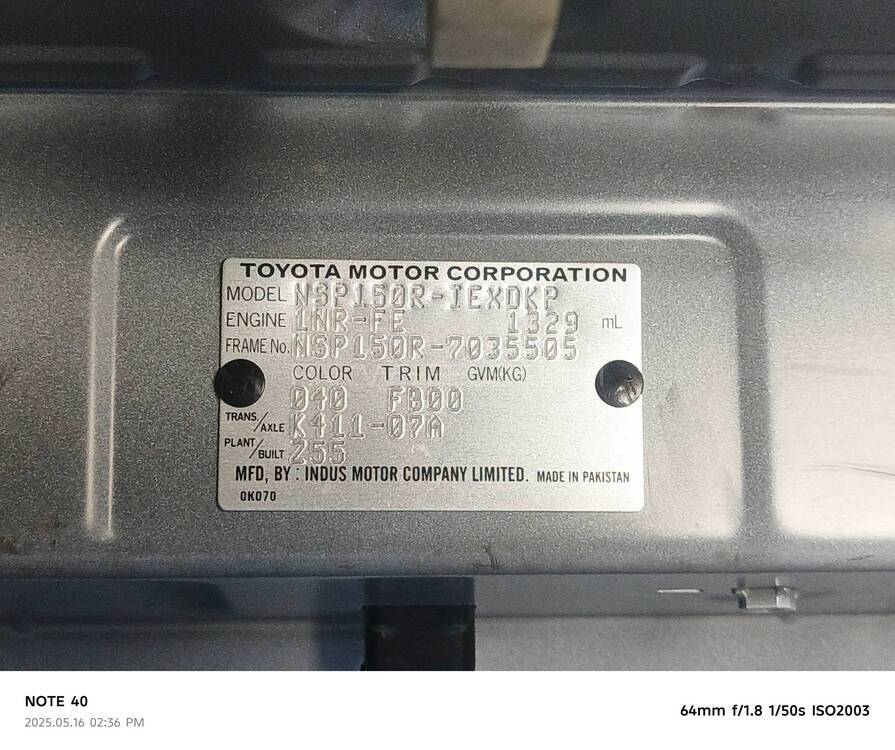 TOYOTA MOTOR CORPORATION
MODEL NSP150R-IEXDKP
ENGINE 1NR-FE 1329 mL
FRAME No. NSP150R-7035505
COLOR TRIM GVM(KG)
040 FB00
TRANS./AXLE K411-07A
PLANT/BUILT Z55
MFD, BY : INDUS MOTOR COMPANY LIMITED. MADE IN PAKISTAN
0K070
NOTE 40
2025.05.16 02:36 PM
64mm f/1.8 1/50s ISO2003